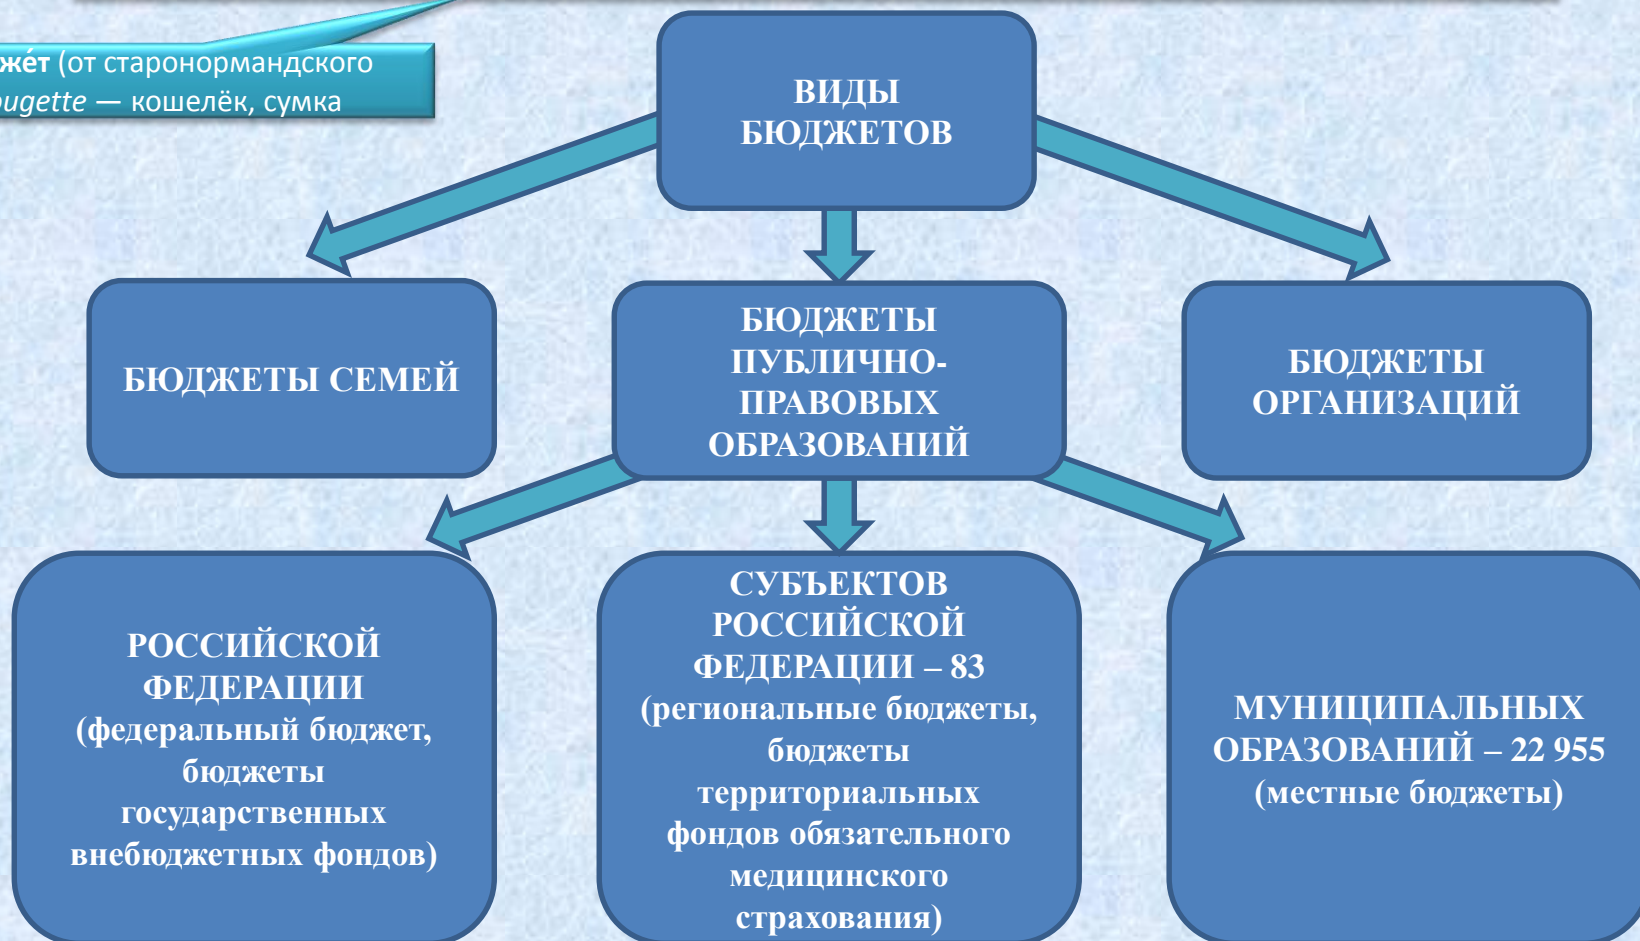 же́т (от старонормандского
ougette — кошелёк, сумка
ВИДЫ
БЮДЖЕТОВ
БЮДЖЕТЫ СЕМЕЙ
БЮДЖЕТЫ
ПУБЛИЧНО-
ПРАВОВЫХ
ОБРАЗОВАНИЙ
БЮДЖЕТЫ
ОРГАНИЗАЦИЙ
РОССИЙСКОЙ
ФЕДЕРАЦИИ
(федеральный бюджет,
бюджеты
государственных
внебюджетных фондов)
СУБЪЕКТОВ
РОССИЙСКОЙ
ФЕДЕРАЦИИ – 83
(региональные бюджеты,
бюджеты
территориальных
фондов обязательного
медицинского
страхования)
МУНИЦИПАЛЬНЫХ
ОБРАЗОВАНИЙ – 22 955
(местные бюджеты)